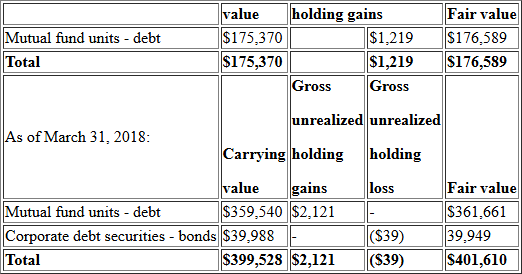 value holding gains Fair value
Mutual fund units - debt $175,370 $1,219 $176,589
Total $175,370 $1,219 $176,589
As of March 31, 2018:
Carrying value
Gross unrealized holding gains
Gross unrealized holding loss
Fair value
Mutual fund units - debt $359,540 $2,121 - $361,661
Corporate debt securities - bonds $39,988 - ($39) 39,949
Total $399,528 $2,121 ($39) $401,610